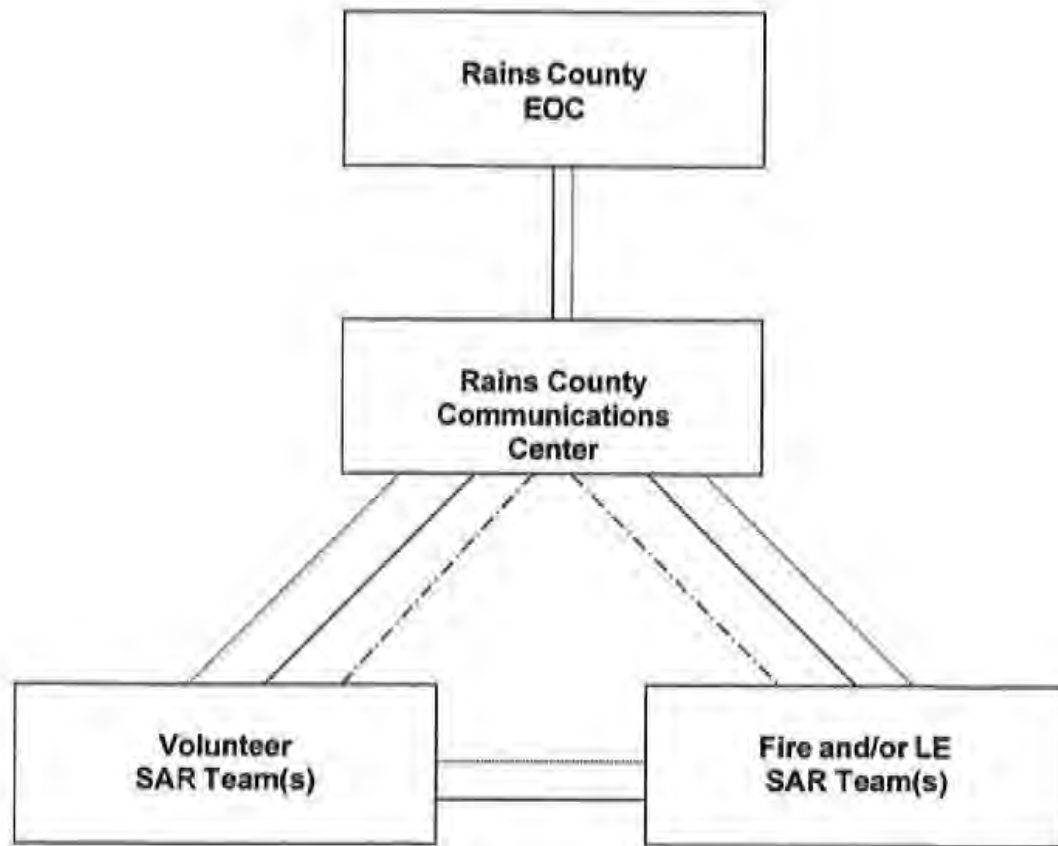 Rains County
EOC
Rains County
Communications
Center
Volunteer
SAR Team(s)
Fire and/or LE
SAR Team(s)